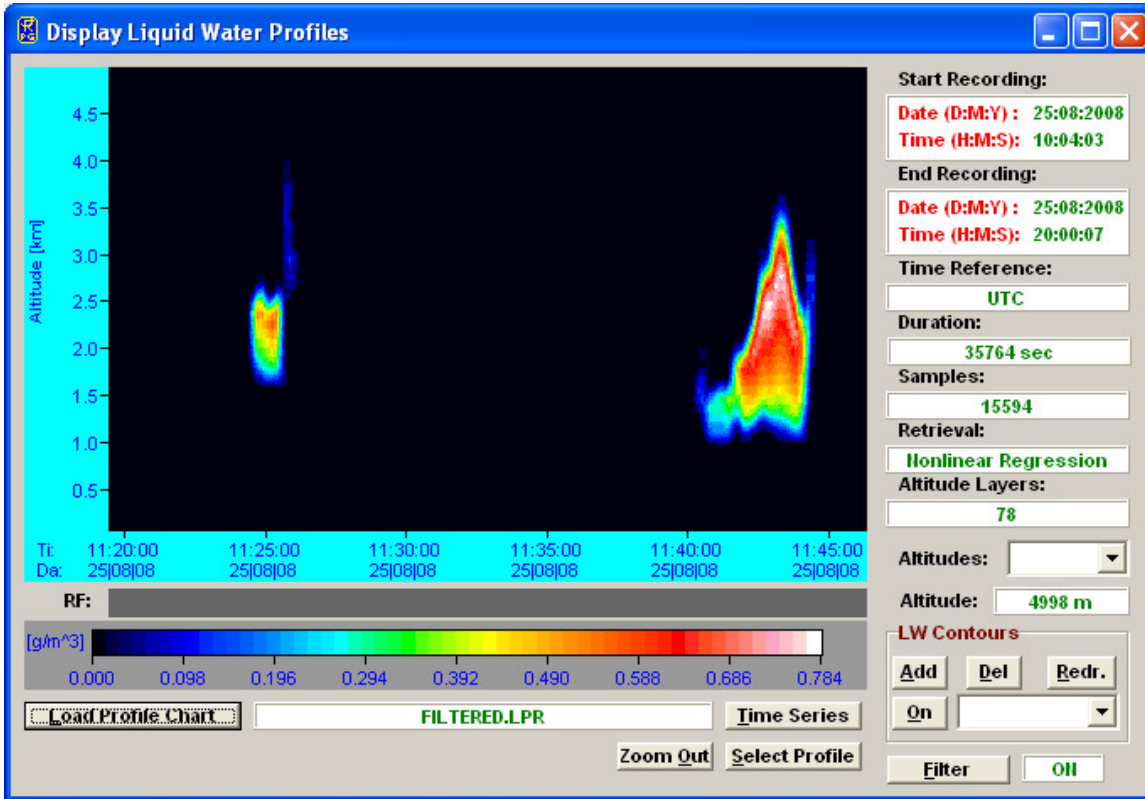 Display Liquid Water Profiles
Start Recording:
Date (D:M:Y) : 25:08:2008
Time (H:M:S): 10:04:03
End Recording:
Date (D:M:Y) : 25:08:2008
Time (H:M:S): 20:00:07
Time Reference:
UTC
Duration:
35764 sec
Samples:
15594
Retrieval:
Nonlinear Regression
Altitude Layers:
78
Altitudes:
Altitude: 4998 m
LW Contours
Add Del Redr.
On
Filter ON
Altitude [km]
4.5
4.0
3.5
3.0
2.5
2.0
1.5
1.0
0.5
Ti: 11:20:00 11:25:00 11:30:00 11:35:00 11:40:00 11:45:00
Da: 25|08|08 25|08|08 25|08|08 25|08|08 25|08|08 25|08|08
RF:
[g/m^3]
0.000 0.098 0.196 0.294 0.392 0.490 0.588 0.686 0.784
Load Profile Chart FILTERED.LPR Time Series
Zoom Out Select Profile